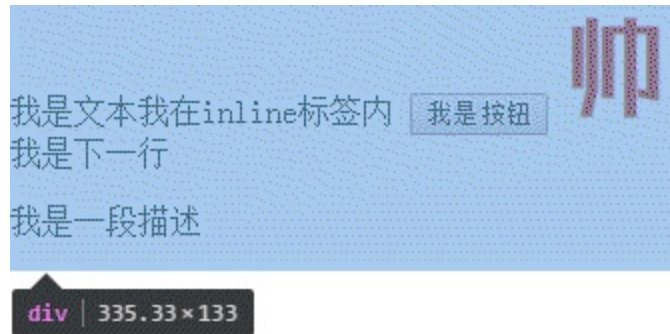 我是文本我在inline标签内 我是按钮 帅
我是下一行
我是一段描述
div 335.33×133